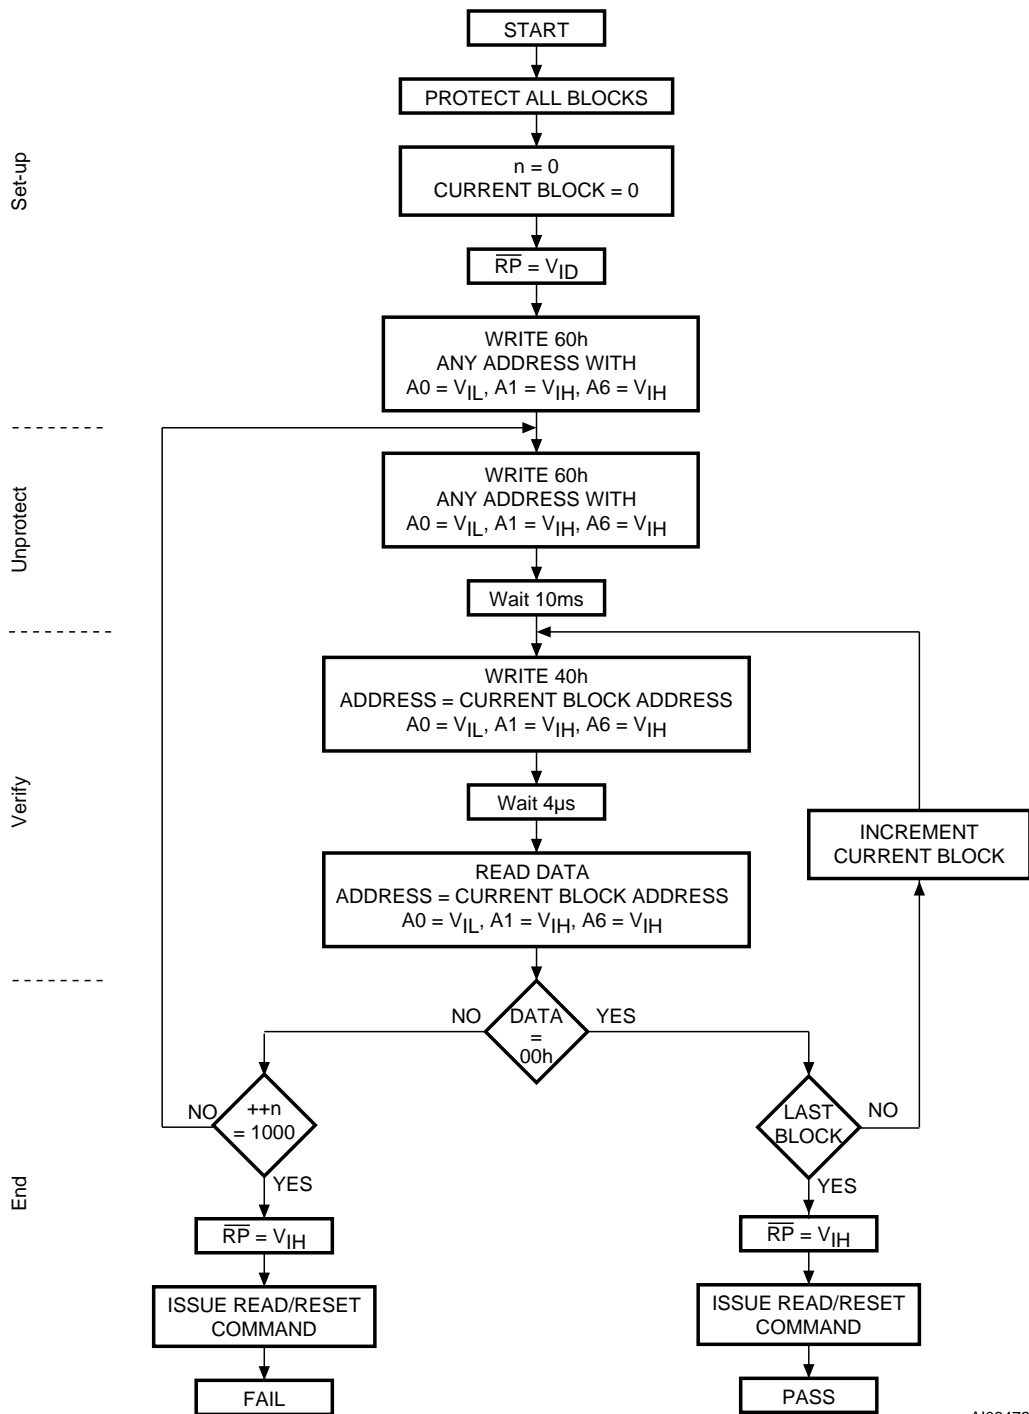 START
PROTECT ALL BLOCKS
Set-up
n = 0
CURRENT BLOCK = 0
RP = VID
WRITE 60h
ANY ADDRESS WITH
A0 = VIL, A1 = VIH, A6 = VIH
Unprotect
WRITE 60h
ANY ADDRESS WITH
A0 = VIL, A1 = VIH, A6 = VIH
Wait 10ms
Verify
WRITE 40h
ADDRESS = CURRENT BLOCK ADDRESS
A0 = VIL, A1 = VIH, A6 = VIH
Wait 4µs
INCREMENT
CURRENT BLOCK
READ DATA
ADDRESS = CURRENT BLOCK ADDRESS
A0 = VIL, A1 = VIH, A6 = VIH
End
NO
DATA
=
00h
YES
NO
++n
= 1000
YES
LAST
BLOCK
NO
YES
RP = VIH
RP = VIH
ISSUE READ/RESET
COMMAND
ISSUE READ/RESET
COMMAND
FAIL
PASS